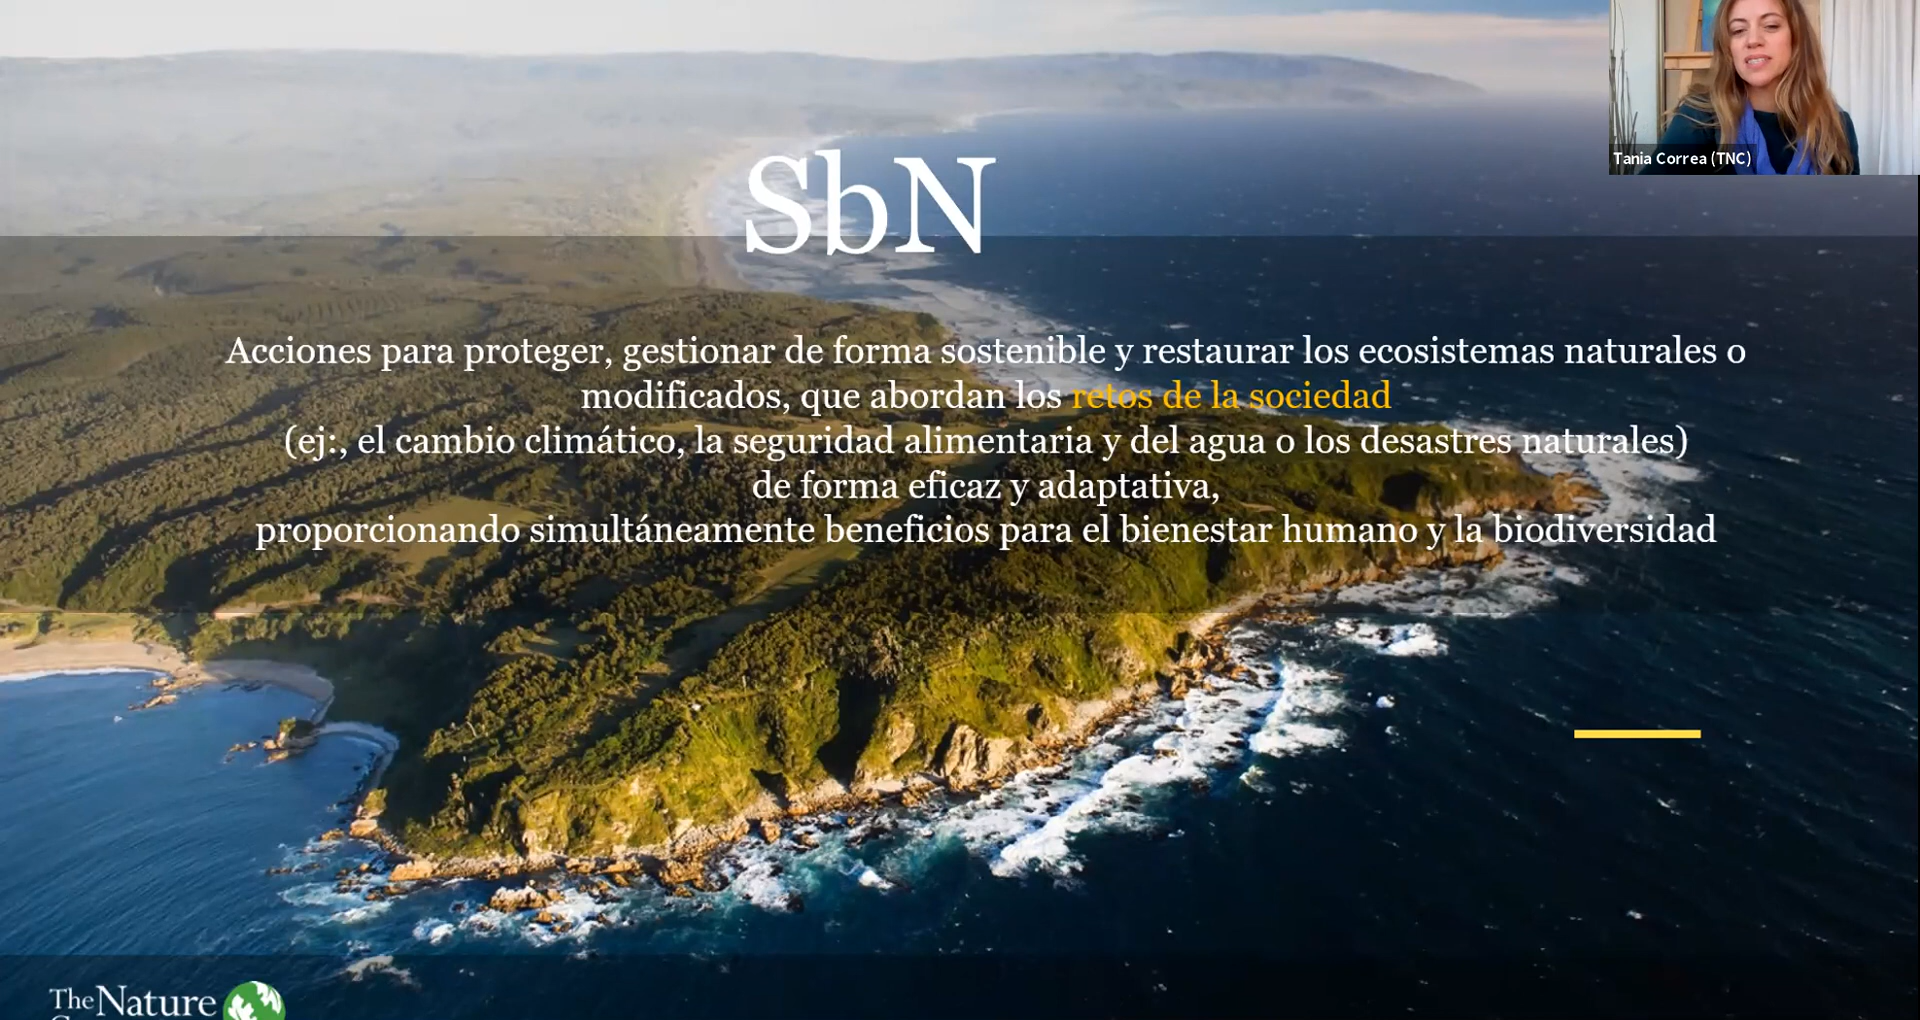 Tania Correa (TNC)
SbN
Acciones para proteger, gestionar de forma sostenible y restaurar los ecosistemas naturales o
modificados, que abordan los retos de la sociedad
(ej:, el cambio climático, la seguridad alimentaria y del agua o los desastres naturales)
de forma eficaz y adaptativa,
proporcionando simultáneamente beneficios para el bienestar humano y la biodiversidad
The Nature